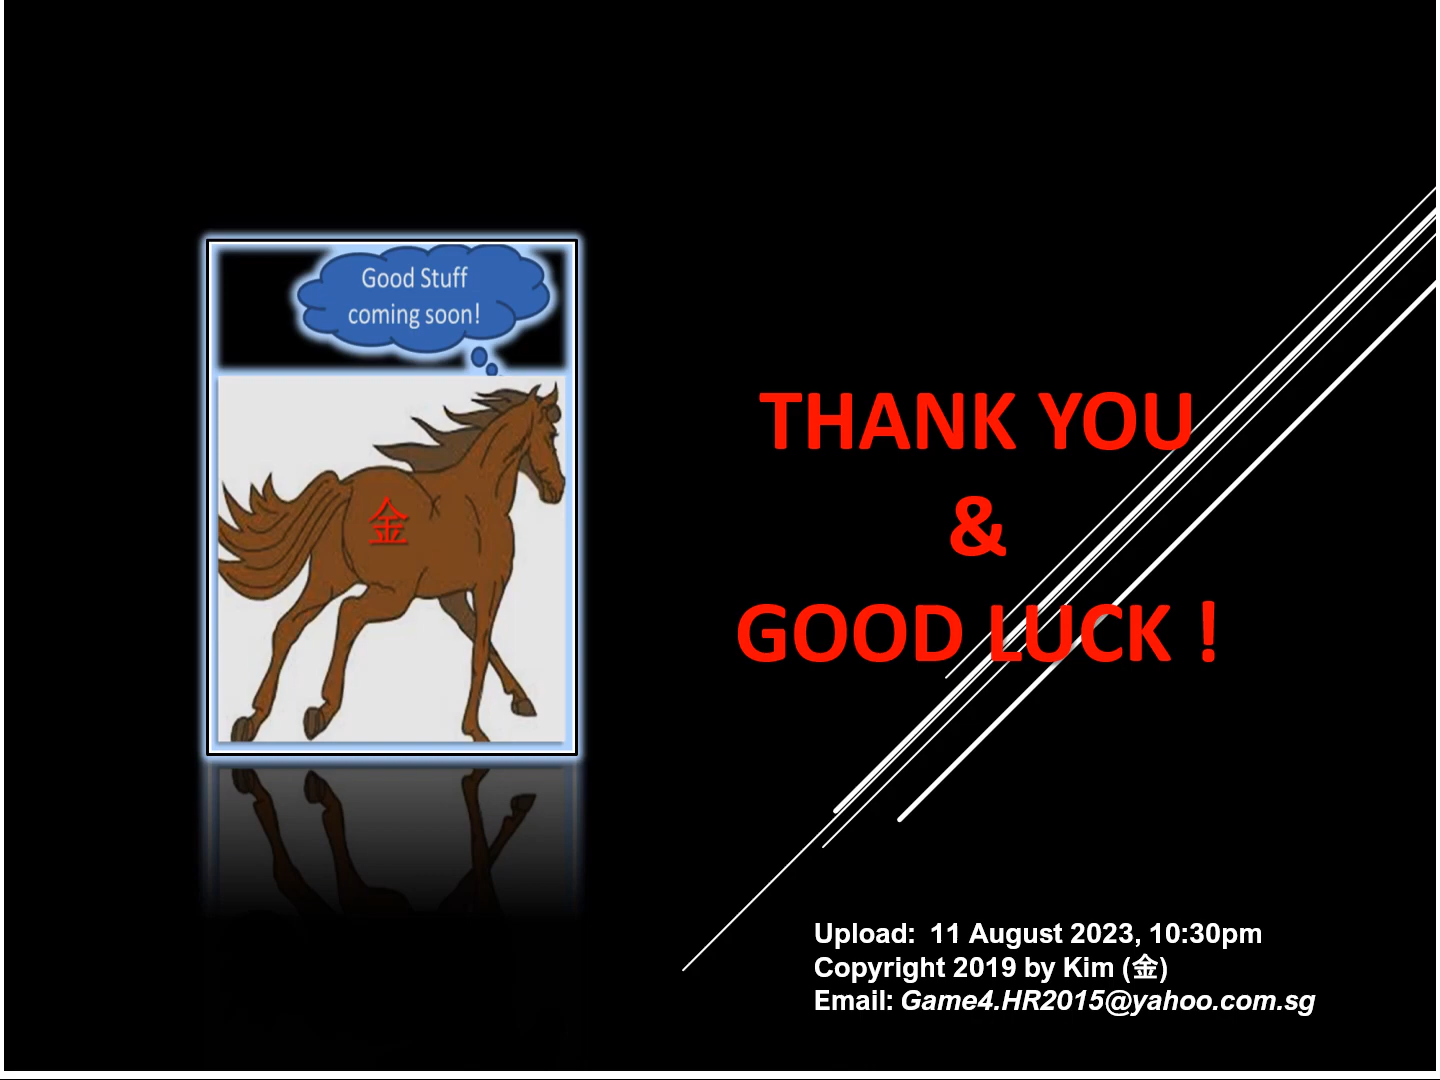 Good Stuff
coming soon!
金
THANK YOU
&
GOOD LUCK !
Upload:  11 August 2023, 10:30pm
Copyright 2019 by Kim (金)
Email: Game4.HR2015@yahoo.com.sg